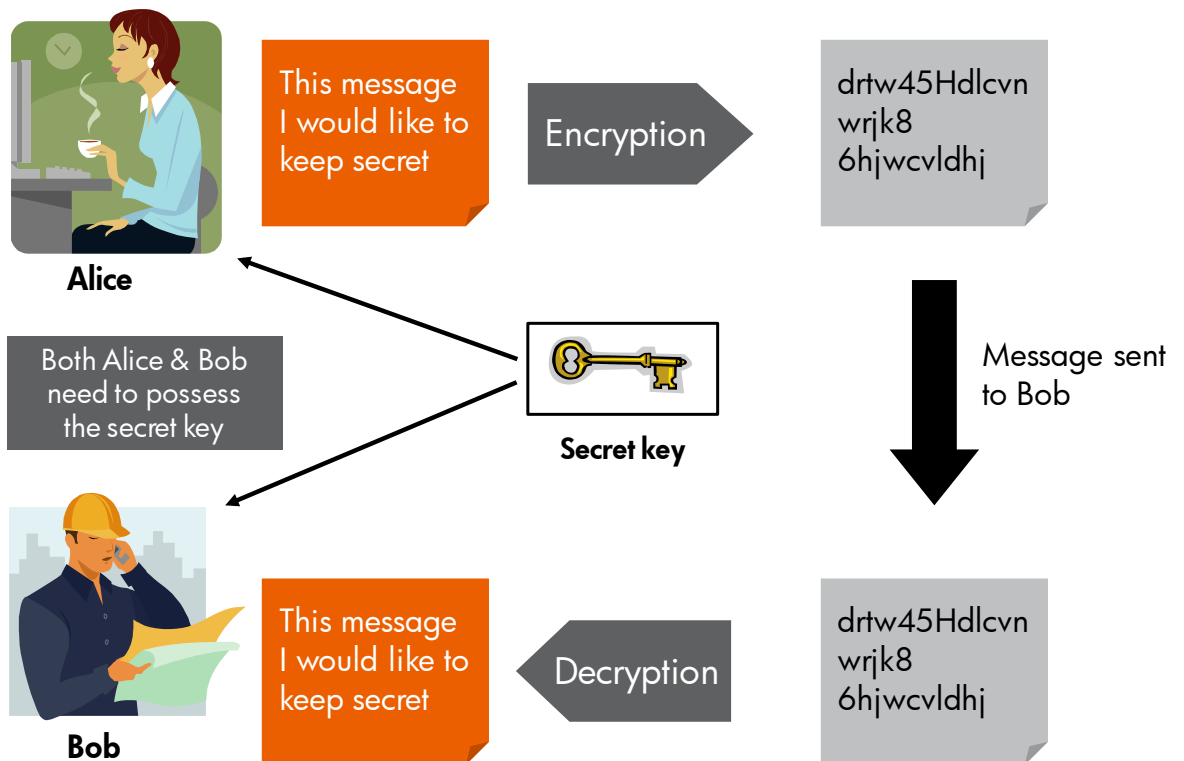 This message
I would like to
keep secret
Encryption
drtw45Hdlcvn
wrjk8
6hjwcvldhj
Alice
Both Alice & Bob
need to possess
the secret key
Secret key
Message sent
to Bob
This message
I would like to
keep secret
Decryption
drtw45Hdlcvn
wrjk8
6hjwcvldhj
Bob